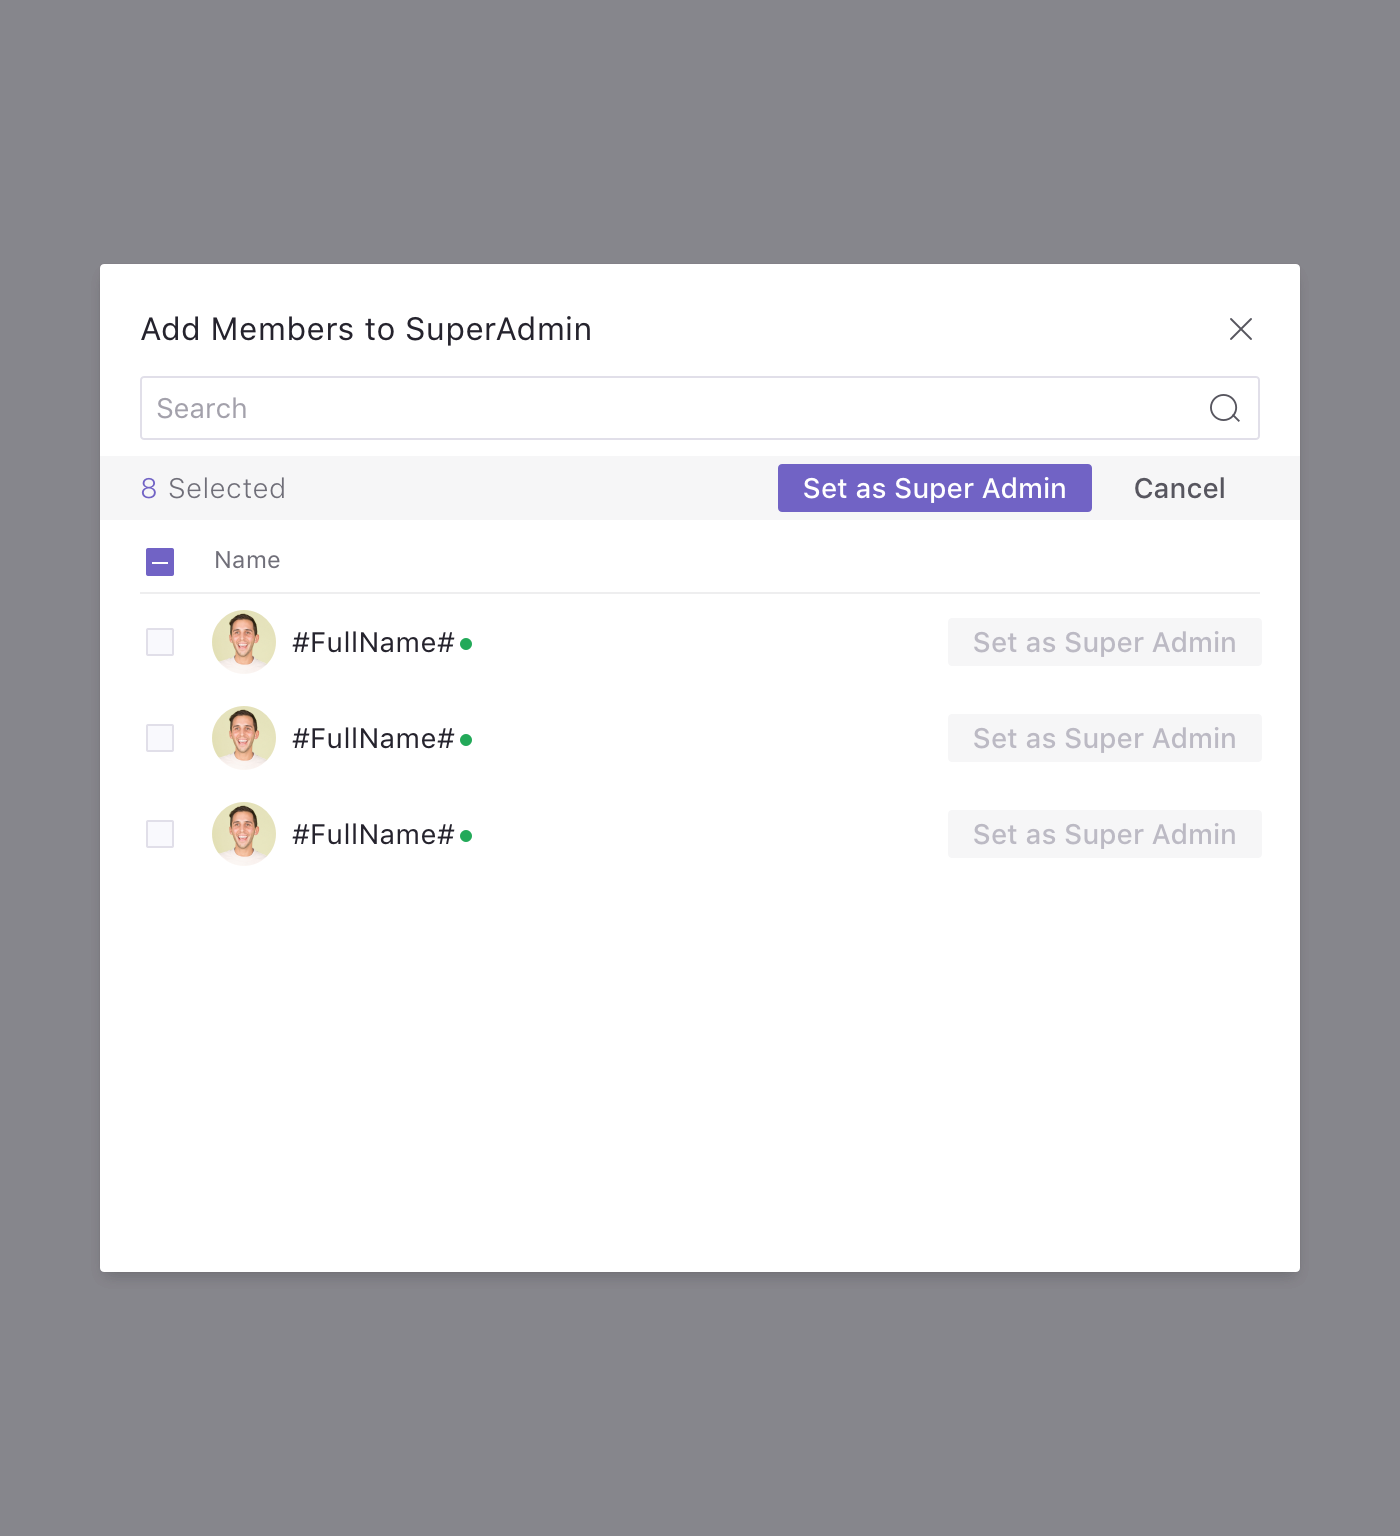 Add Members to SuperAdmin
Search
8 Selected Set as Super Admin Cancel
Name
#FullName# Set as Super Admin
#FullName# Set as Super Admin
#FullName# Set as Super Admin